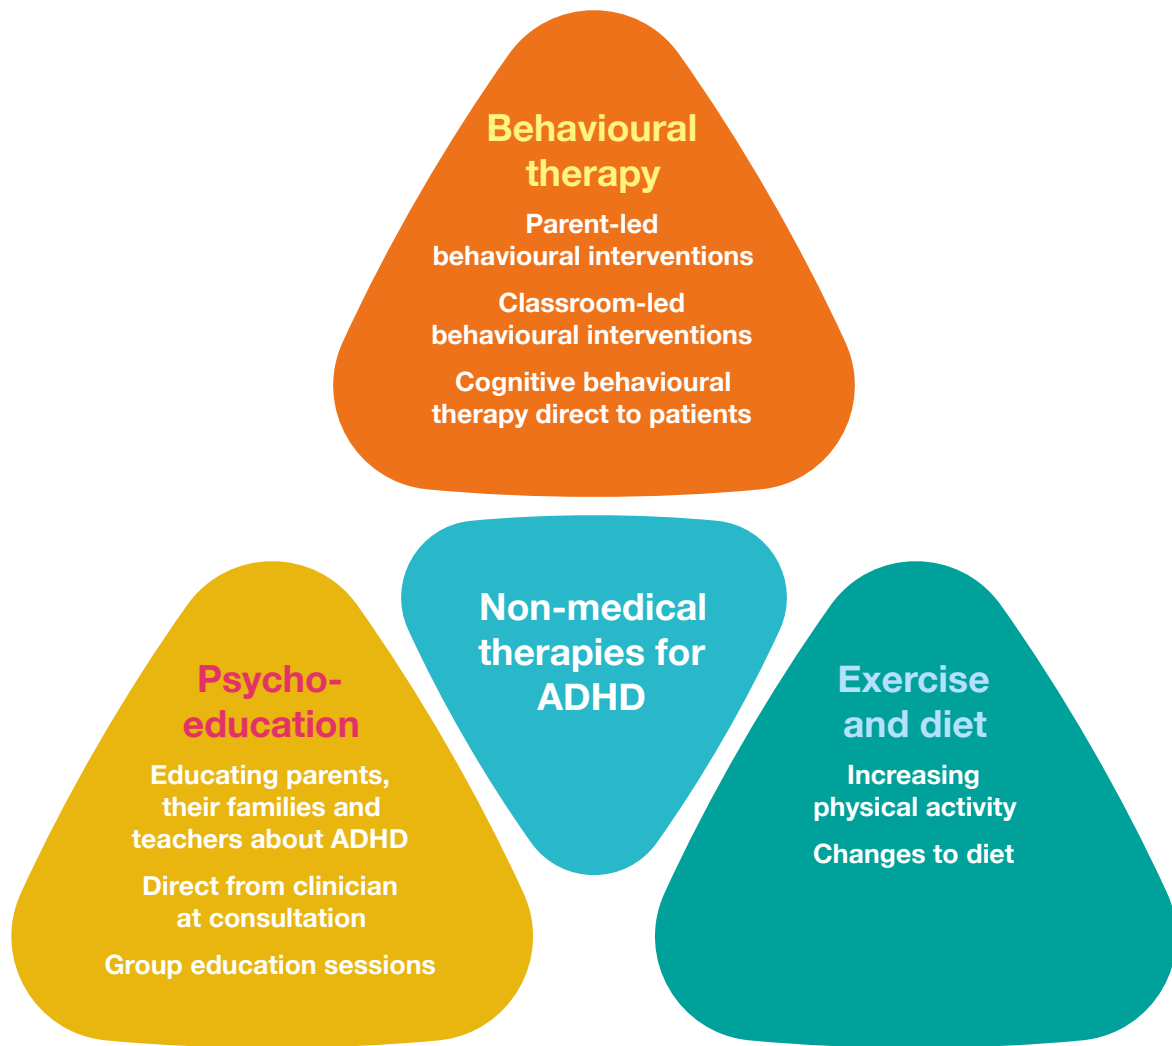 Behavioural
therapy
Parent-led
behavioural interventions
Classroom-led
behavioural interventions
Cognitive behavioural
therapy direct to patients
Non-medical
therapies for
ADHD
Psycho-
education
Educating parents,
their families and
teachers about ADHD
Direct from clinician
at consultation
Group education sessions
Exercise
and diet
Increasing
physical activity
Changes to diet